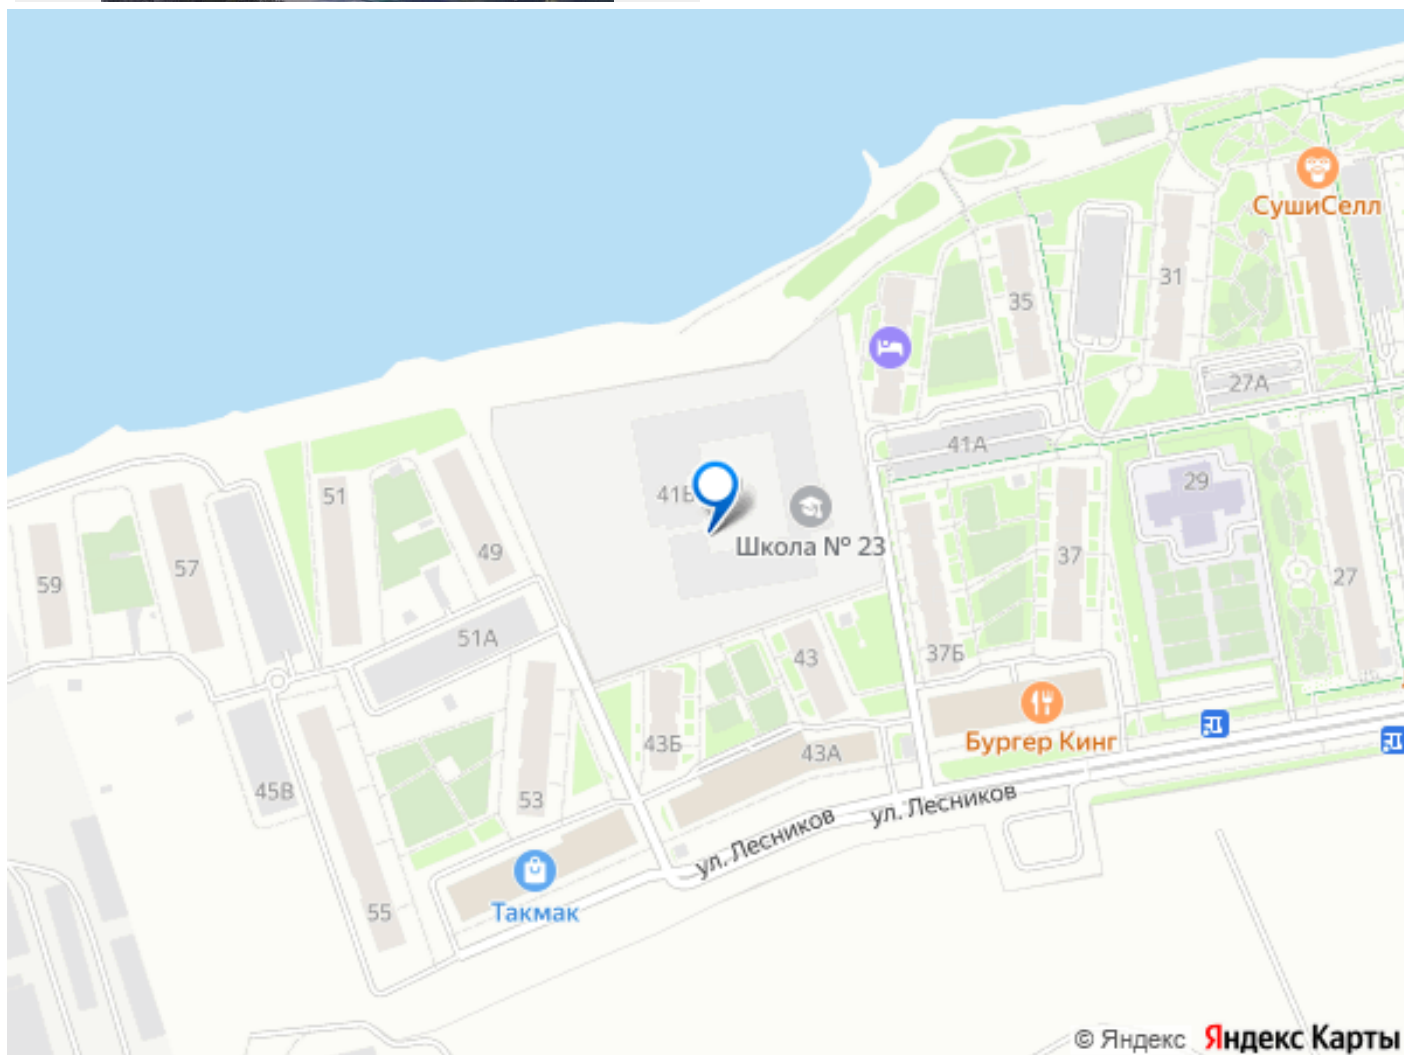 СушиСелл
35
31
27А
41А
51
49
41Б
Школа № 23
29
59
57
37
27
51А
43
37Б
43Б
43А
Бургер Кинг
45В
53
ул. Лесников
ул. Лесников
55
Такмак
© Яндекс Яндекс Карты